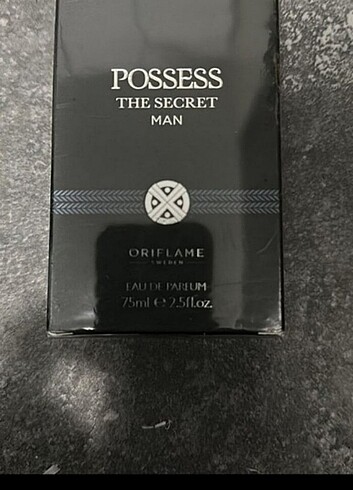 POSSESS
THE SECRET
MAN
ORIFLAME
SWEDEN
EAU DE PARFUM
75ml ℮ 2.5fl.oz.